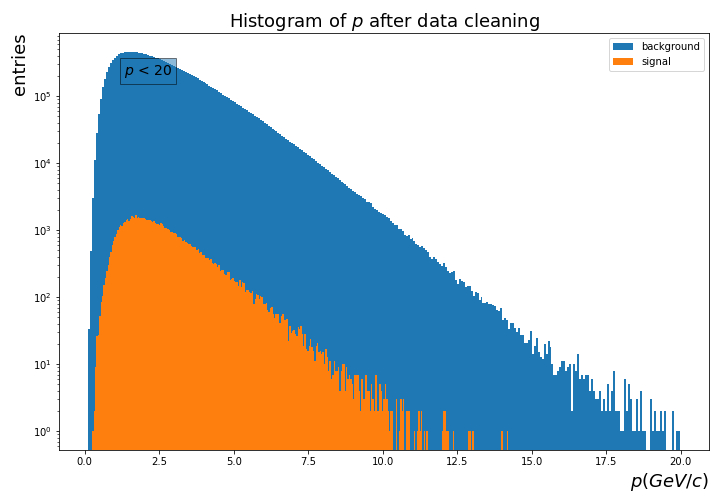 Histogram of p after data cleaning
entries
background
signal
p < 20
10⁵
10⁴
10³
10²
10¹
10⁰
0.0 2.5 5.0 7.5 10.0 12.5 15.0 17.5 20.0
p(GeV/c)